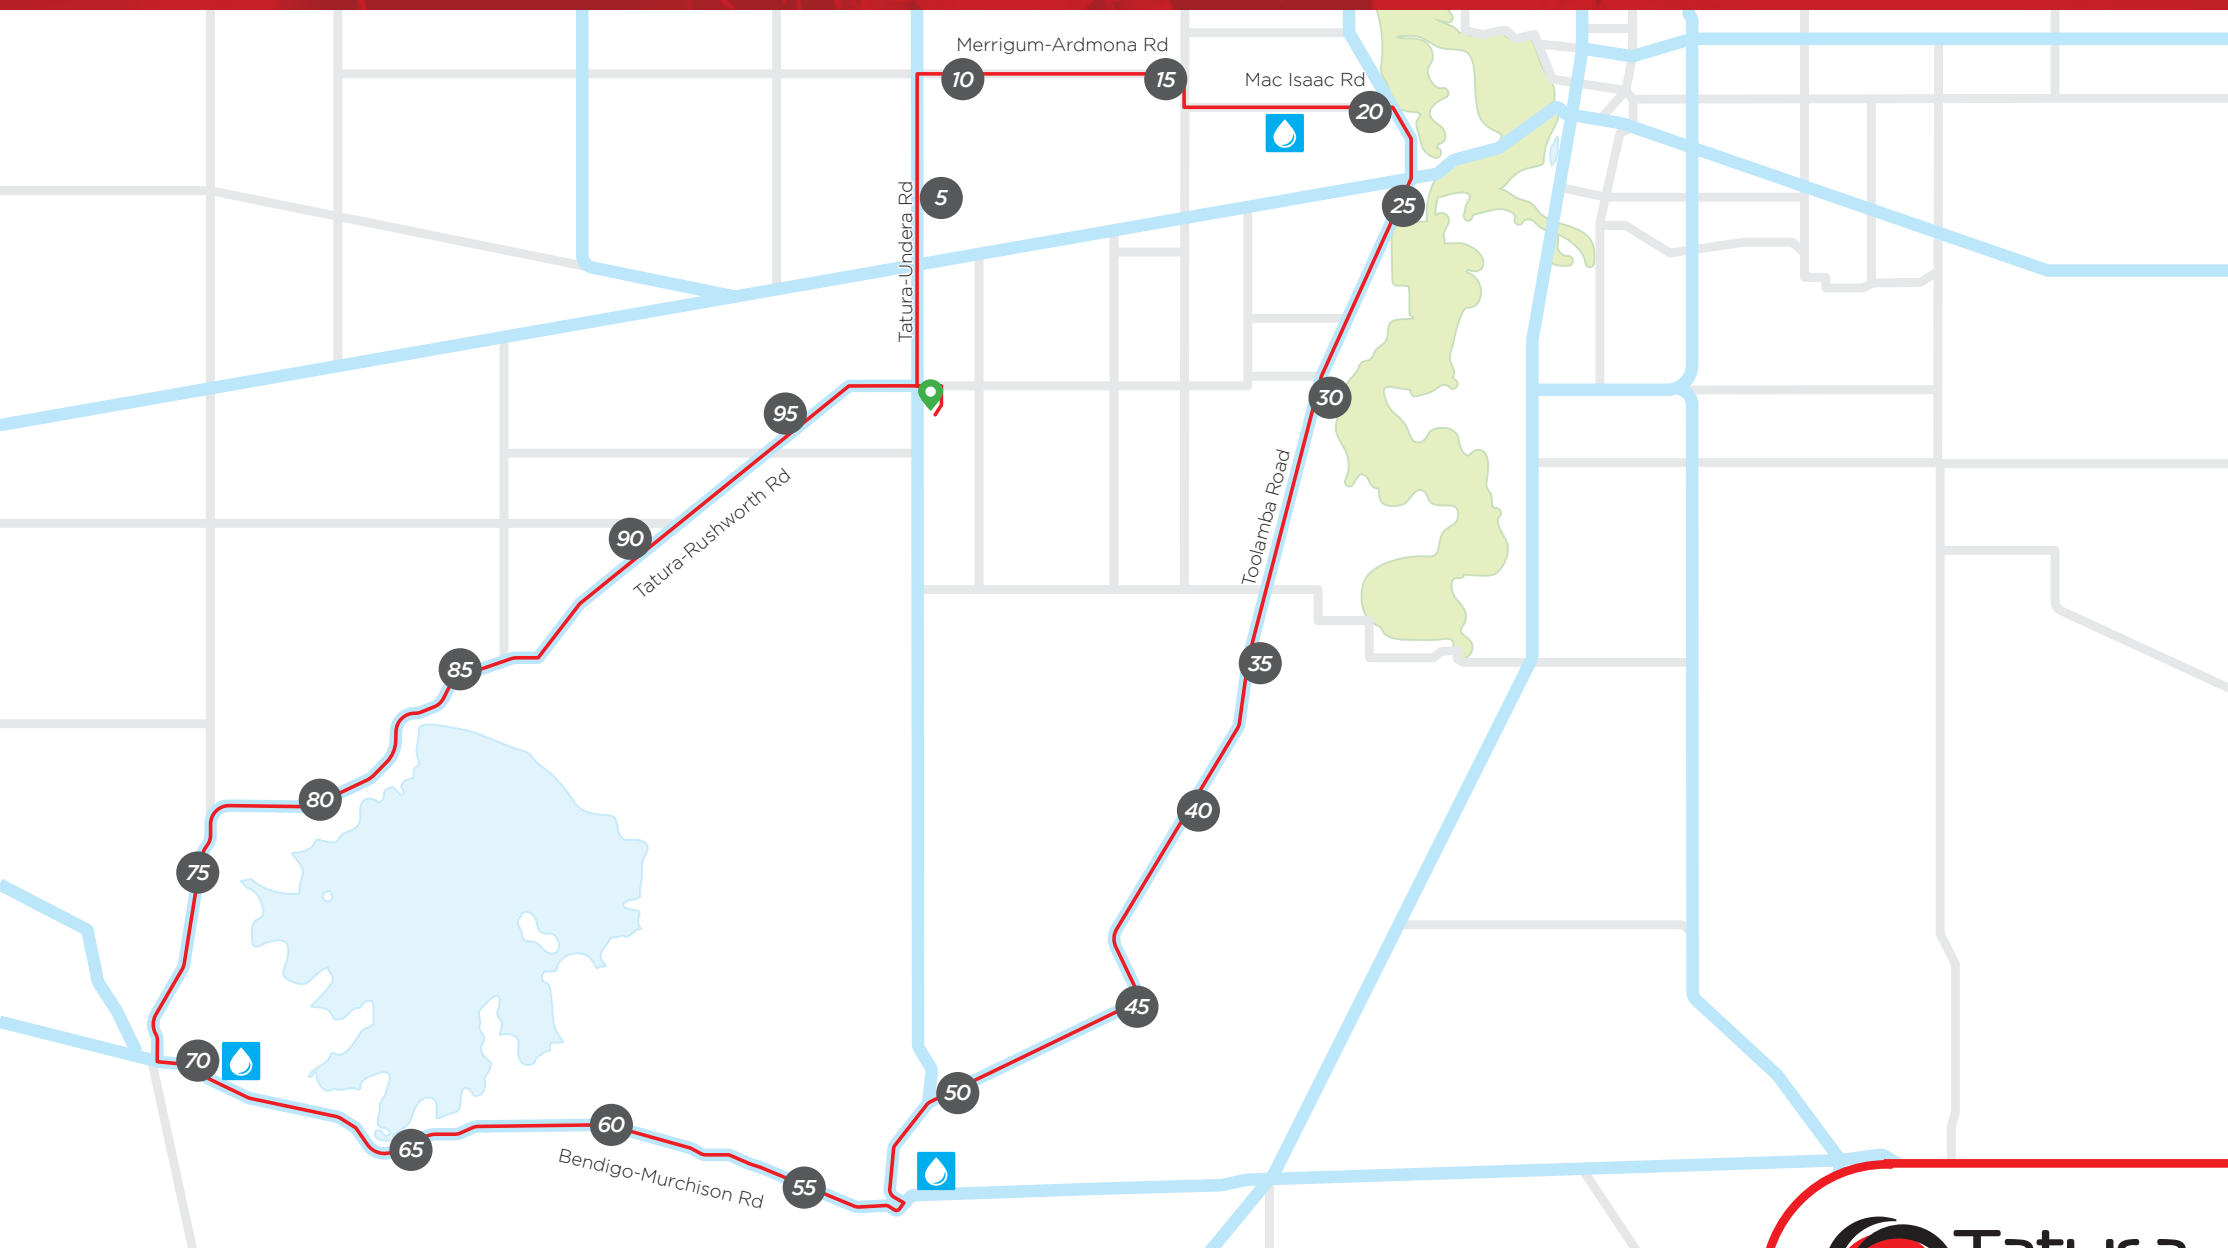 Merrigum-Ardmona Rd
10
15
Mac Isaac Rd
20
5
Tatura-Undera Rd
25
95
30
90
Tatura-Rushworth Rd
Toolamba Road
85
35
80
40
75
45
70
50
60
65
Bendigo-Murchison Rd
55
Tatura